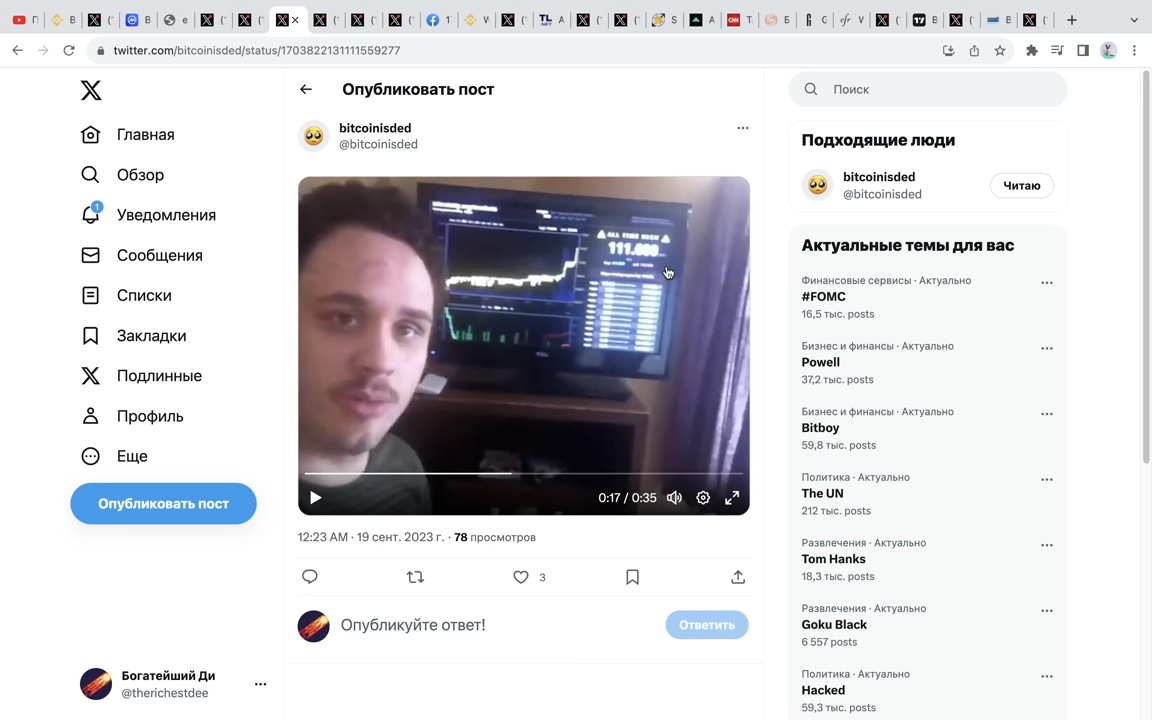 twitter.com/bitcoinisded/status/1703822131111559277
Главная
Обзор
1
Уведомления
Сообщения
Списки
Закладки
Подлинные
Профиль
Еще
Опубликовать пост
Богатейший Ди
@therichestdee
Опубликовать пост
bitcoinisded
@bitcoinisded
ALL TIME HIGH
0:17 / 0:35
12:23 AM · 19 сент. 2023 г. · 78 просмотров
3
Опубликуйте ответ!
Ответить
Поиск
Подходящие люди
bitcoinisded
@bitcoinisded
Читаю
Актуальные темы для вас
Финансовые сервисы · Актуально
#FOMC
16,5 тыс. posts
Бизнес и финансы · Актуально
Powell
37,2 тыс. posts
Бизнес и финансы · Актуально
Bitboy
59,8 тыс. posts
Политика · Актуально
The UN
212 тыс. posts
Развлечения · Актуально
Tom Hanks
18,3 тыс. posts
Развлечения · Актуально
Goku Black
6 557 posts
Политика · Актуально
Hacked
59,3 тыс. posts